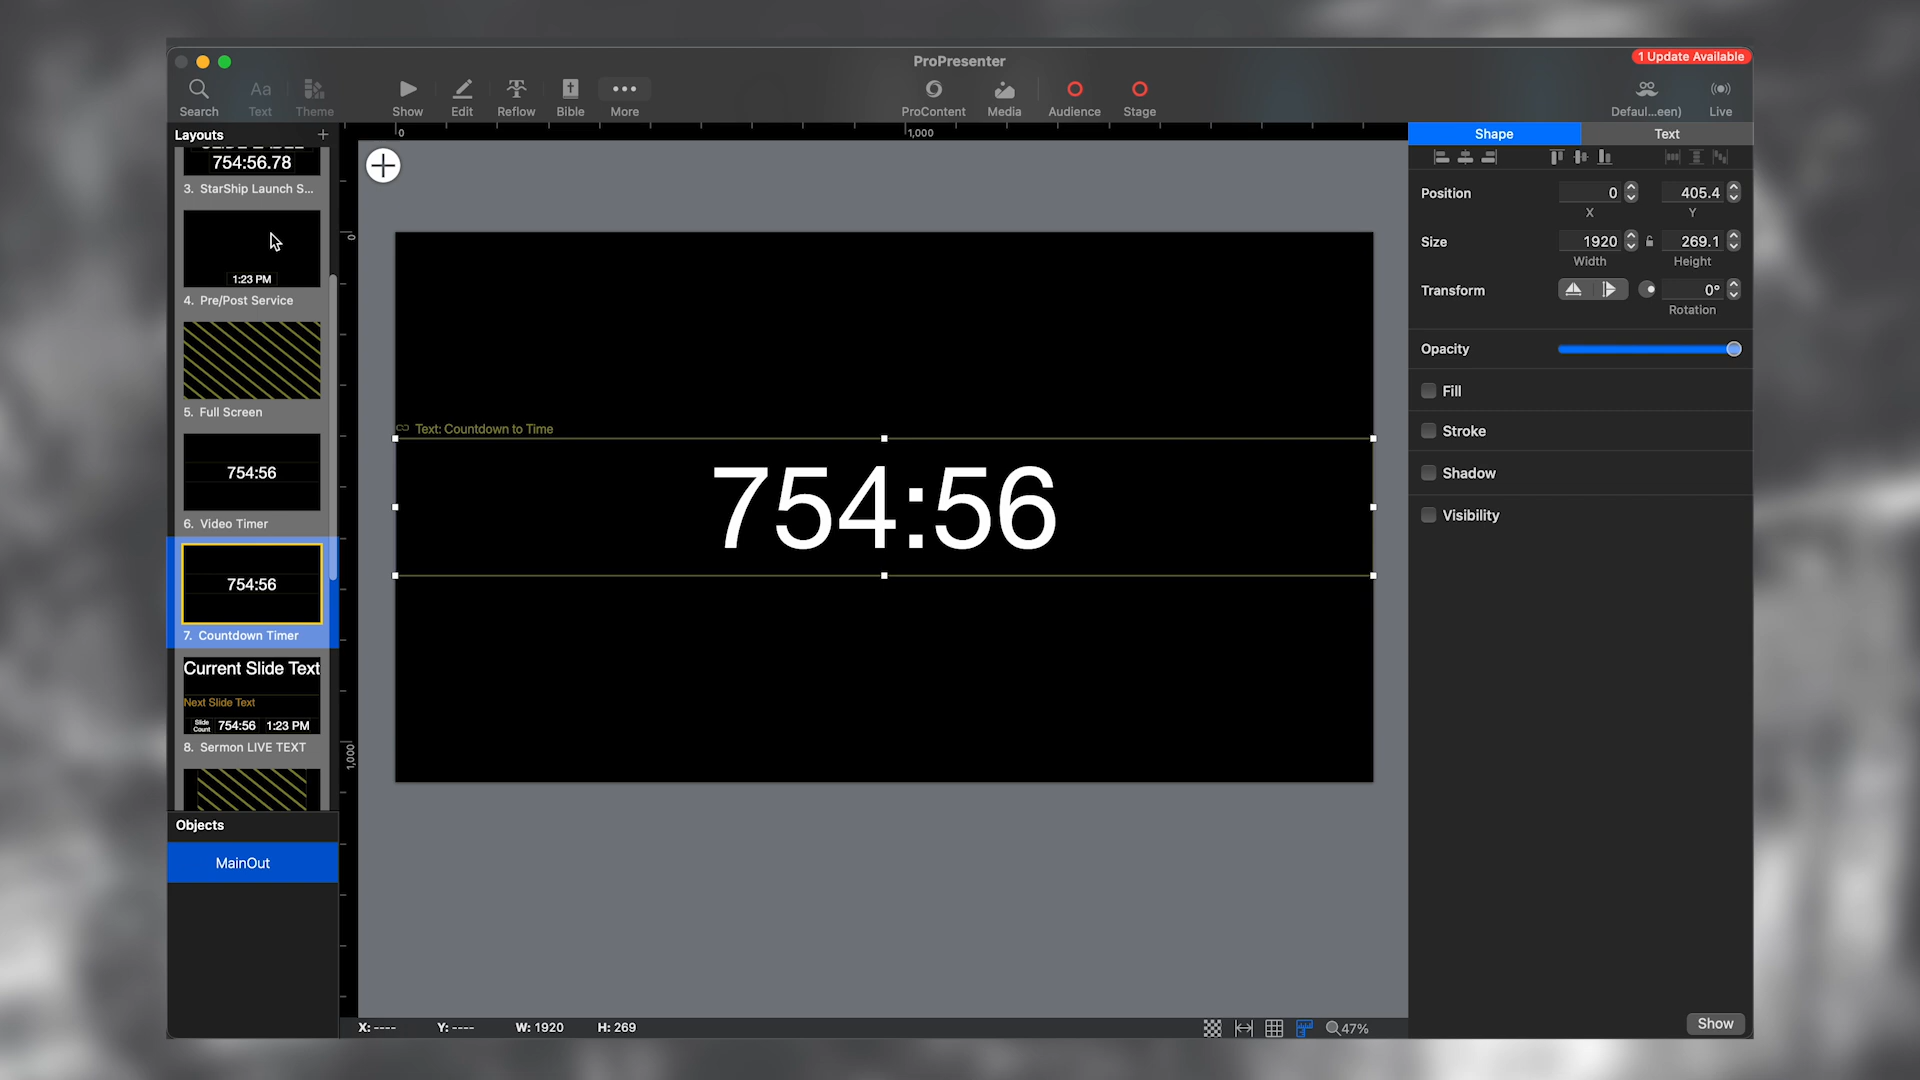 ProPresenter
1 Update Available
Search
Text
Theme
Show
Edit
Reflow
Bible
More
ProContent
Media
Audience
Stage
Defaul...een)
Live
Layouts
754:56.78
3. StarShip Launch S...
1:23 PM
4. Pre/Post Service
5. Full Screen
754:56
6. Video Timer
754:56
7. Countdown Timer
Current Slide Text
Next Slide Text
Slide Count 754:56 1:23 PM
8. Sermon LIVE TEXT
Objects
MainOut
0
1,000
0
1,000
Text: Countdown to Time
754:56
X: ---- Y: ---- W: 1920 H: 269
47%
Shape Text
Position 0 405.4
X Y
Size 1920 269.1
Width Height
Transform 0°
Rotation
Opacity
Fill
Stroke
Shadow
Visibility
Show